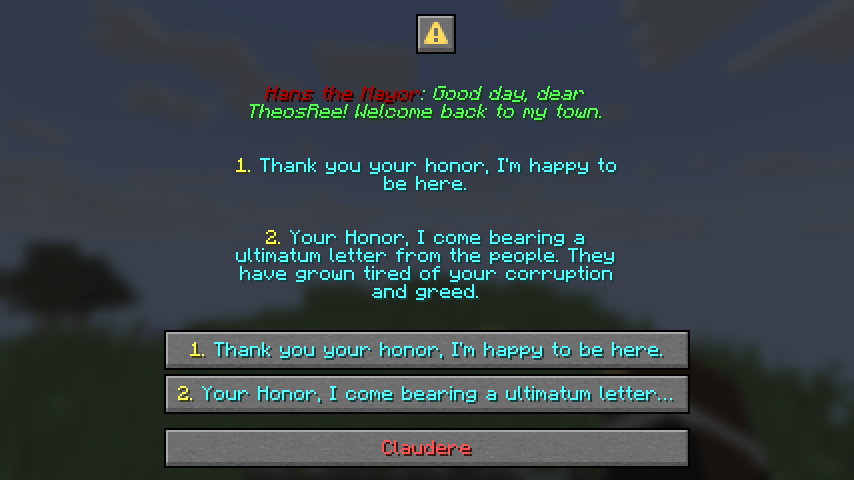 Hans the Mayor: Good day, dear
TheosRee! Welcome back to my town.
1. Thank you your honor, I'm happy to
be here.
2. Your Honor, I come bearing a
ultimatum letter from the people. They
have grown tired of your corruption
and greed.
1. Thank you your honor, I'm happy to be here.
2. Your Honor, I come bearing a ultimatum letter...
Claudere